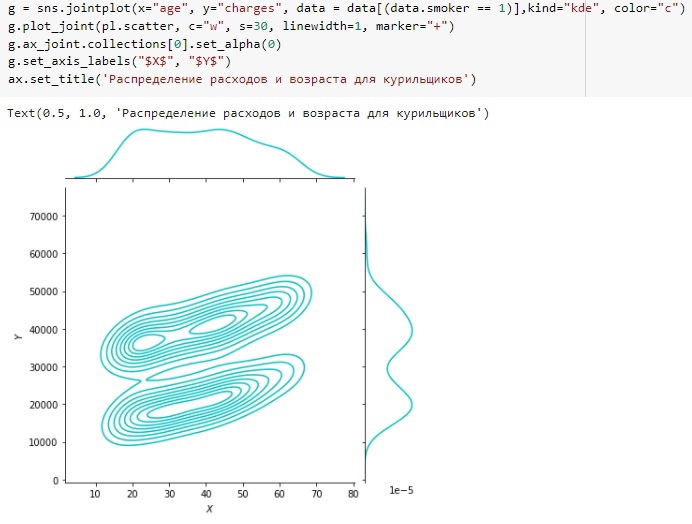 g = sns.jointplot(x="age", y="charges", data = data[(data.smoker == 1)],kind="kde", color="c")
g.plot_joint(pl.scatter, c="w", s=30, linewidth=1, marker="+")
g.ax_joint.collections[0].set_alpha(0)
g.set_axis_labels("$X$", "$Y$")
ax.set_title('Распределение расходов и возраста для курильщиков')
Text(0.5, 1.0, 'Распределение расходов и возраста для курильщиков')
70000
60000
50000
40000
30000
20000
10000
0
Y
10 20 30 40 50 60 70 80
X
1e-5